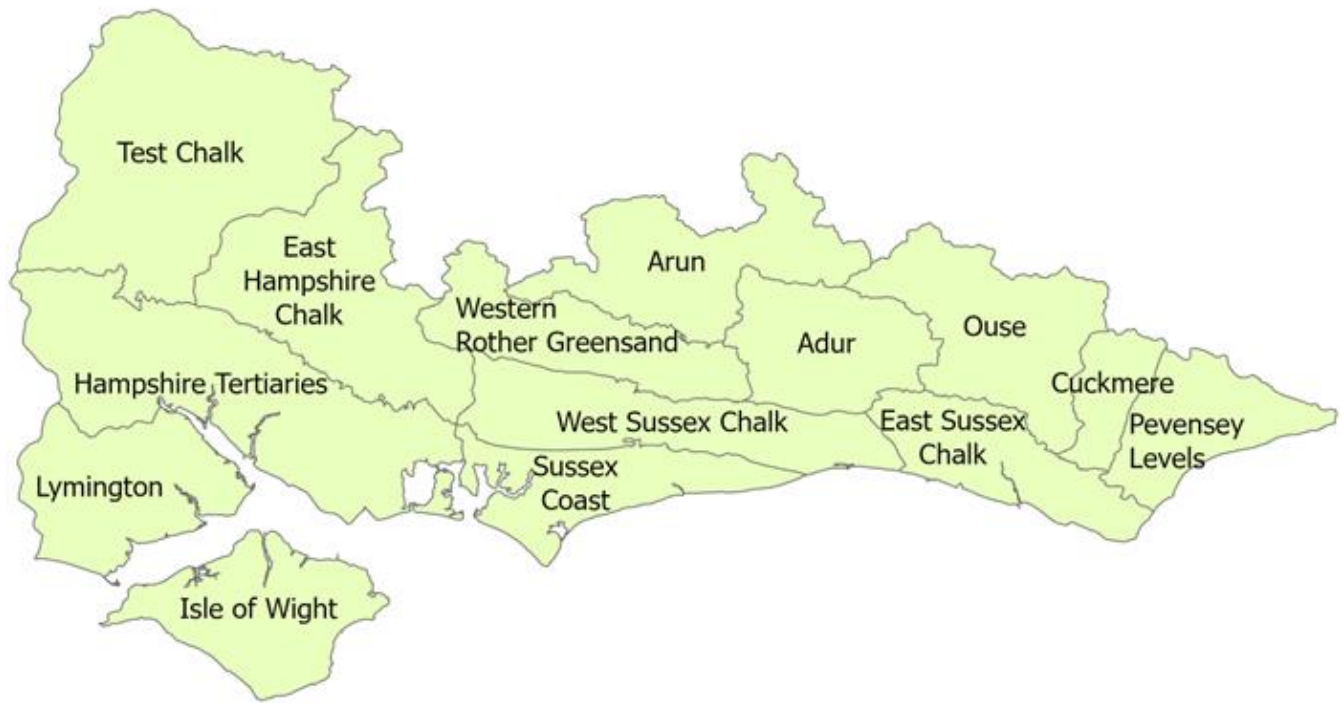 Test Chalk
East
Hampshire
Chalk
Arun
Western
Rother Greensand
Adur
Ouse
Hampshire Tertiaries
Cuckmere
West Sussex Chalk
East Sussex
Chalk
Pevensey
Levels
Lymington
Sussex
Coast
Isle of Wight